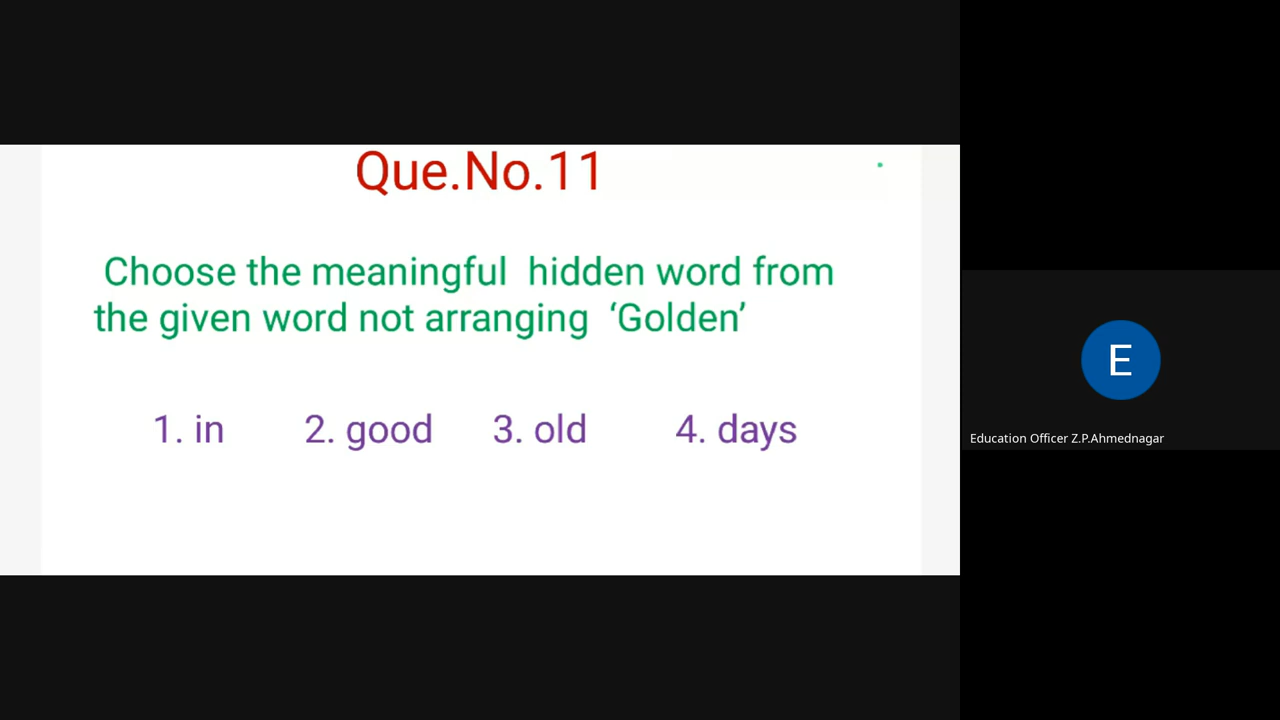 Que.No.11
Choose the meaningful hidden word from
the given word not arranging ‘Golden’
1. in 2. good 3. old 4. days
E
Education Officer Z.P.Ahmednagar